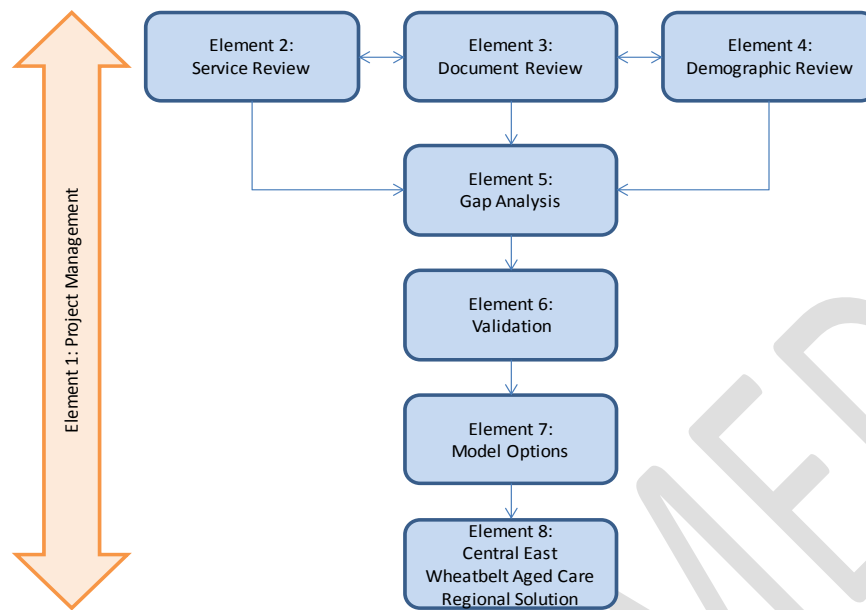 Element 2:
Service Review
Element 3:
Document Review
Element 4:
Demographic Review
Element 1: Project Management
Element 5:
Gap Analysis
Element 6:
Validation
Element 7:
Model Options
Element 8:
Central East
Wheatbelt Aged Care
Regional Solution